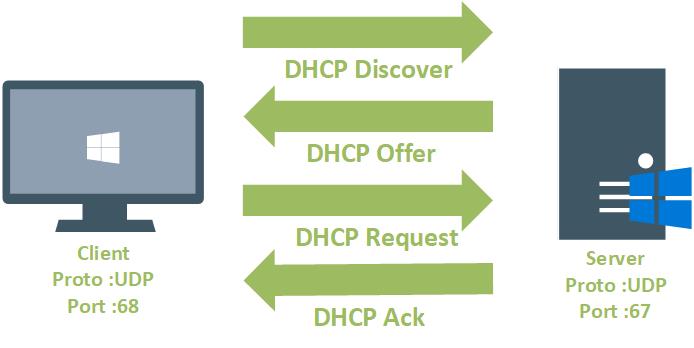 DHCP Discover
DHCP Offer
DHCP Request
DHCP Ack
Client
Proto :UDP
Port :68
Server
Proto :UDP
Port :67